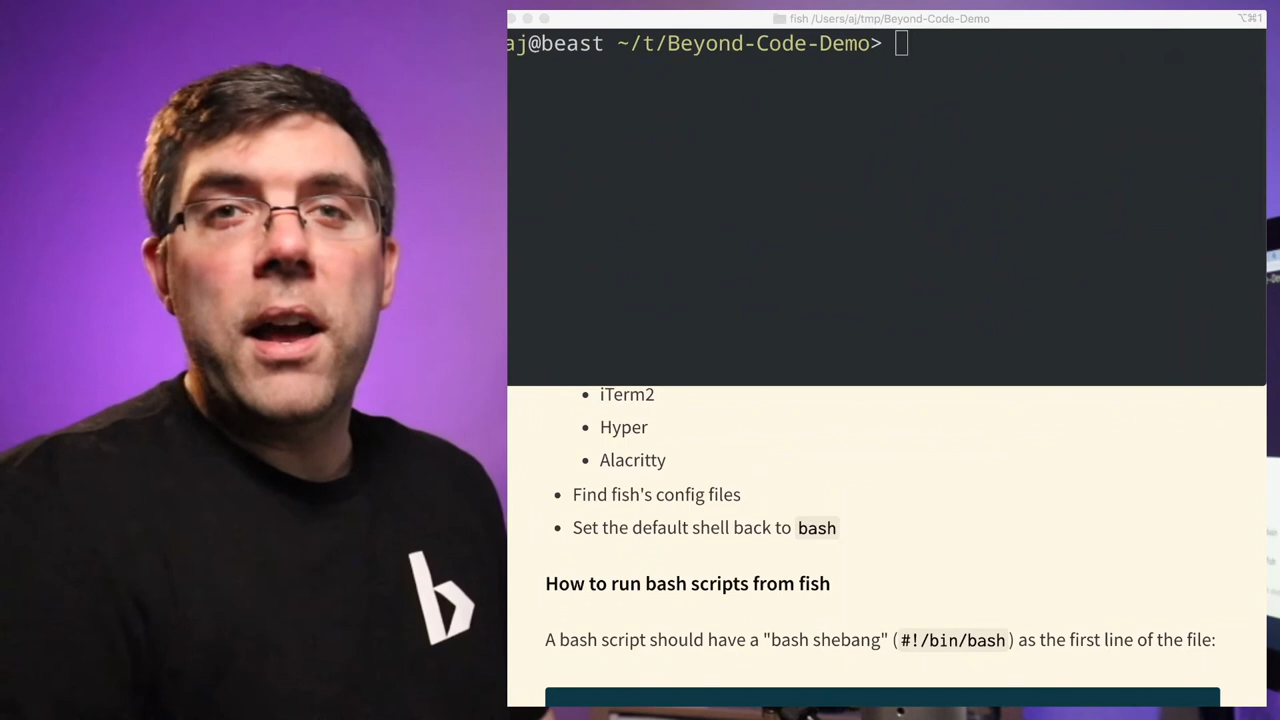 fish /Users/aj/tmp/Beyond-Code-Demo
⌥⌘1
aj@beast ~/t/Beyond-Code-Demo>
• iTerm2
• Hyper
• Alacritty
• Find fish's config files
• Set the default shell back to bash
How to run bash scripts from fish
A bash script should have a "bash shebang" (#!/bin/bash) as the first line of the file:
b